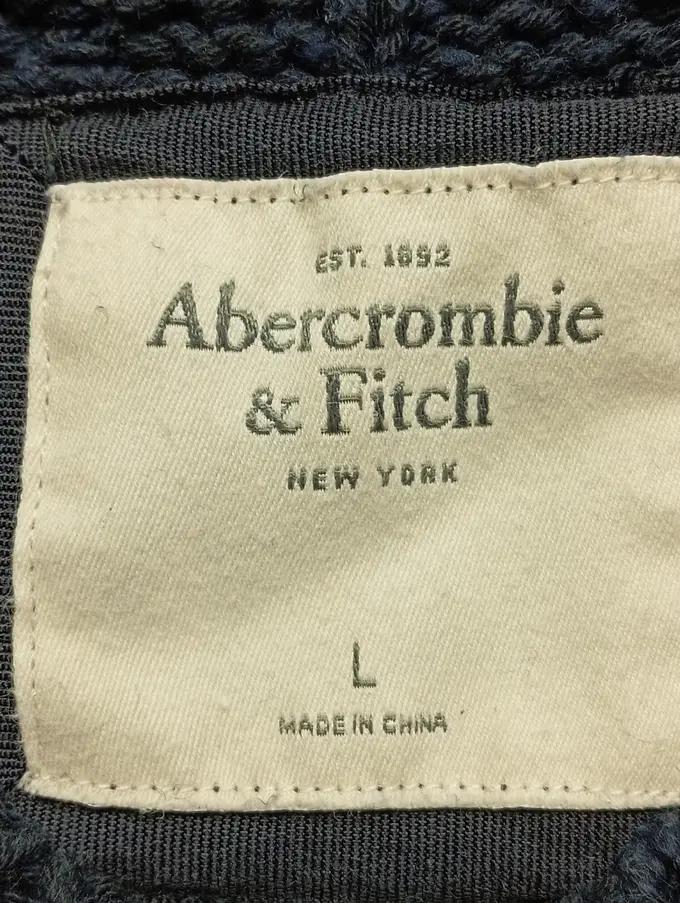 EST. 1892
Abercrombie
& Fitch
NEW YORK
L
MADE IN CHINA